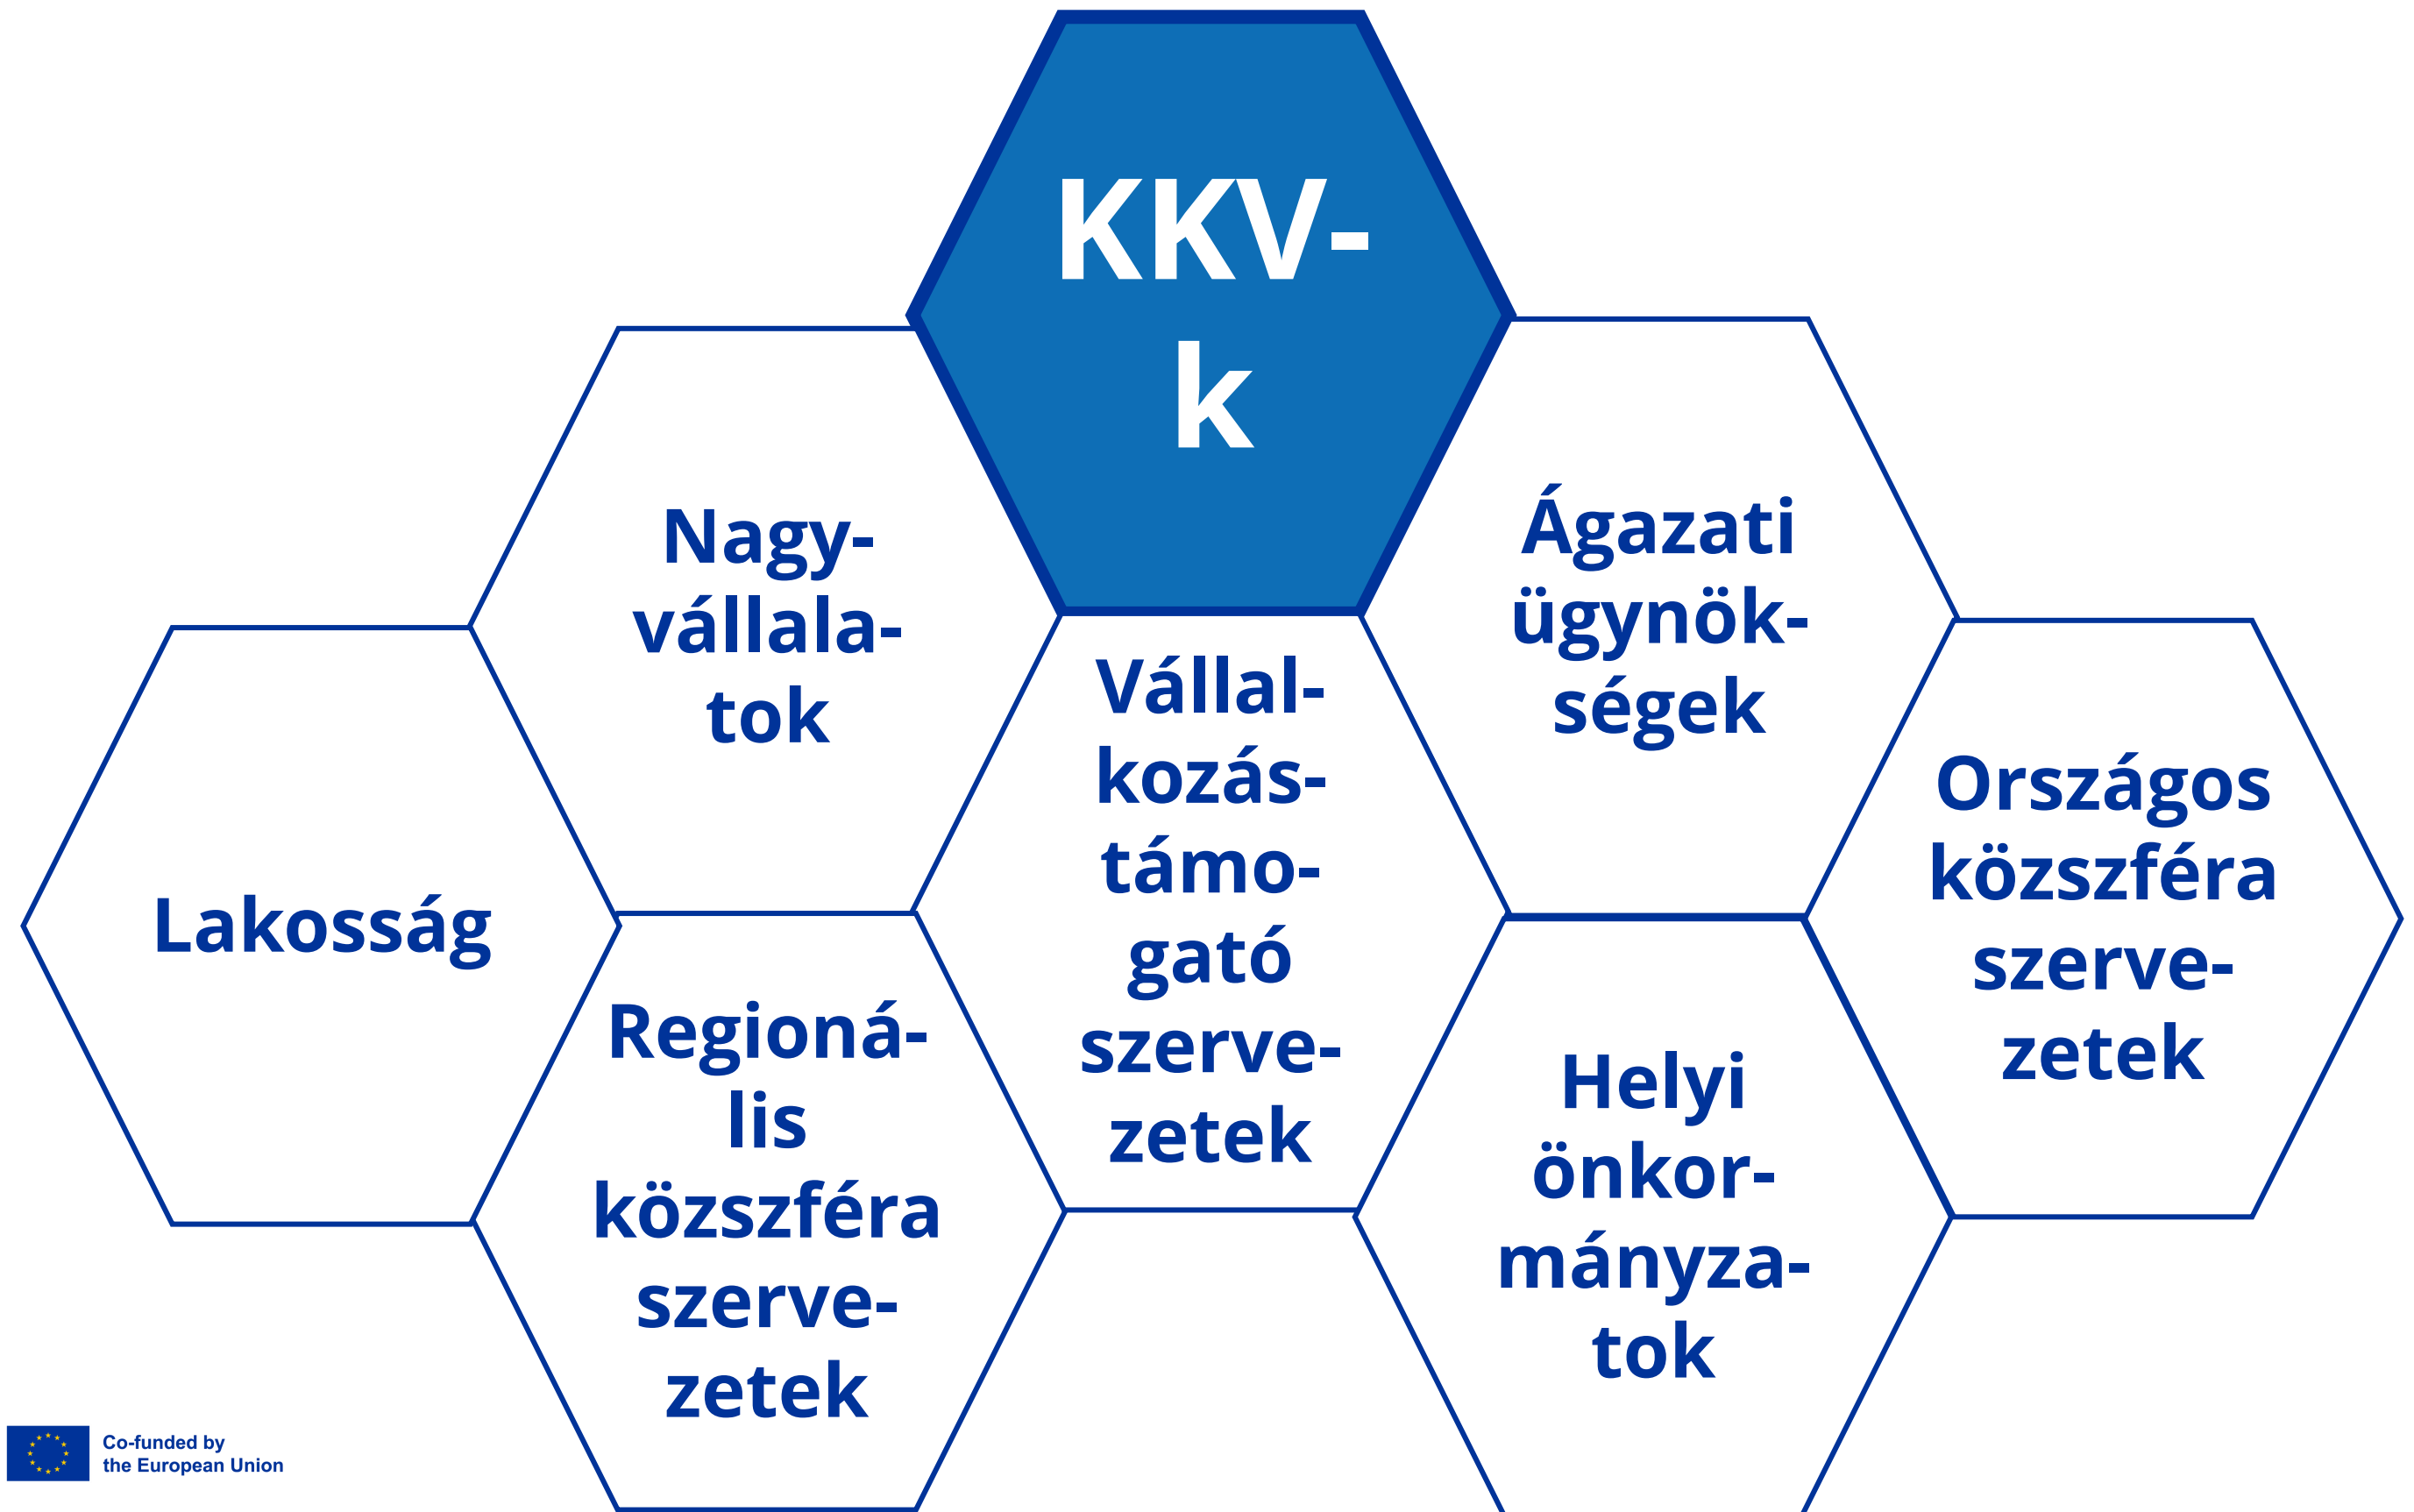 KKV-
k
Nagy-
vállala-
tok
Ágazati
ügynök-
ségek
Vállal-
kozás-
támo-
gató
szerve-
zetek
Lakosság
Országos
közszféra
szerve-
zetek
Regioná-
lis
közszféra
szerve-
zetek
Helyi
önkor-
mányza-
tok
Co-funded by
the European Union